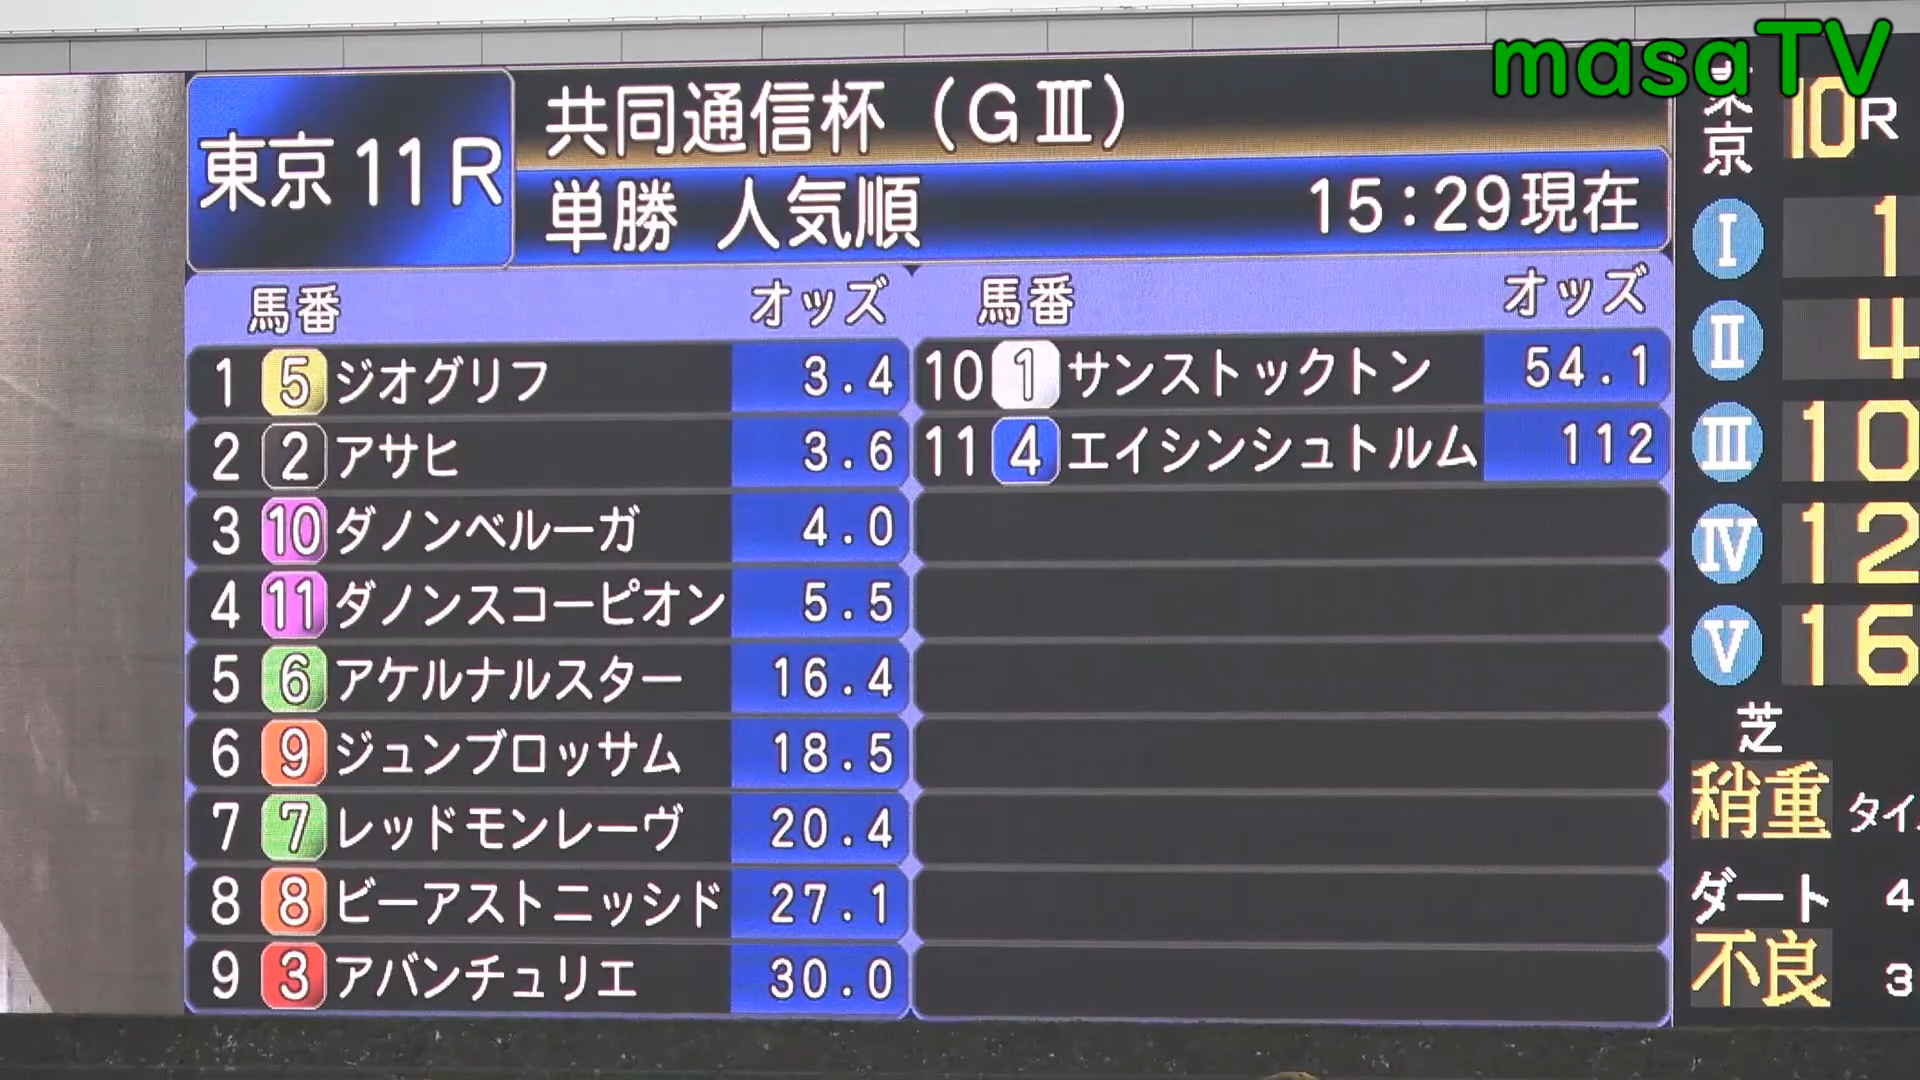 masaTV
東京11R
共同通信杯(GⅢ)
単勝 人気順 15:29現在
馬番 オッズ 馬番 オッズ
1 5 ジオグリフ 3.4
2 2 アサヒ 3.6
3 10 ダノンベルーガ 4.0
4 11 ダノンスコーピオン 5.5
5 6 アケルナルスター 16.4
6 9 ジュンブロッサム 18.5
7 7 レッドモンレーヴ 20.4
8 8 ビーアストニッシド 27.1
9 3 アバンチュリエ 30.0
10 1 サンストックトン 54.1
11 4 エイシンシュトルム 112
東京 10R
Ⅰ 1
Ⅱ 4
Ⅲ 10
Ⅳ 12
Ⅴ 16
芝
稍重 タイ
ダート 4
不良 3